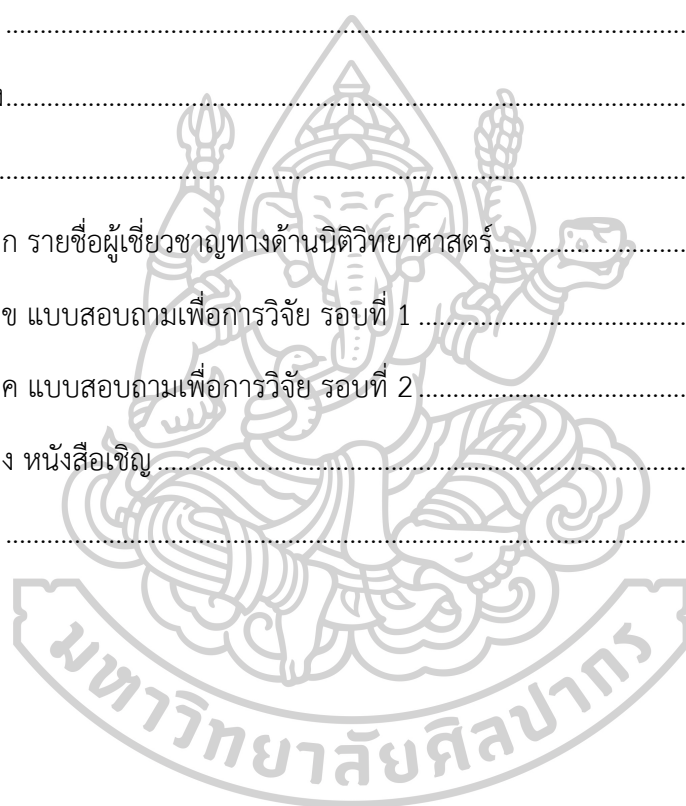 ................................................................................
................................................................................
................................................................................
ก รายชื่อผู้เชี่ยวชาญทางด้านนิติวิทยาศาสตร์......................
ข แบบสอบถามเพื่อการวิจัย รอบที่ 1 ................................
ค แบบสอบถามเพื่อการวิจัย รอบที่ 2 ................................
ง หนังสือเชิญ ................................................................
................................................................................
มหาวิทยาลัยศิลปากร